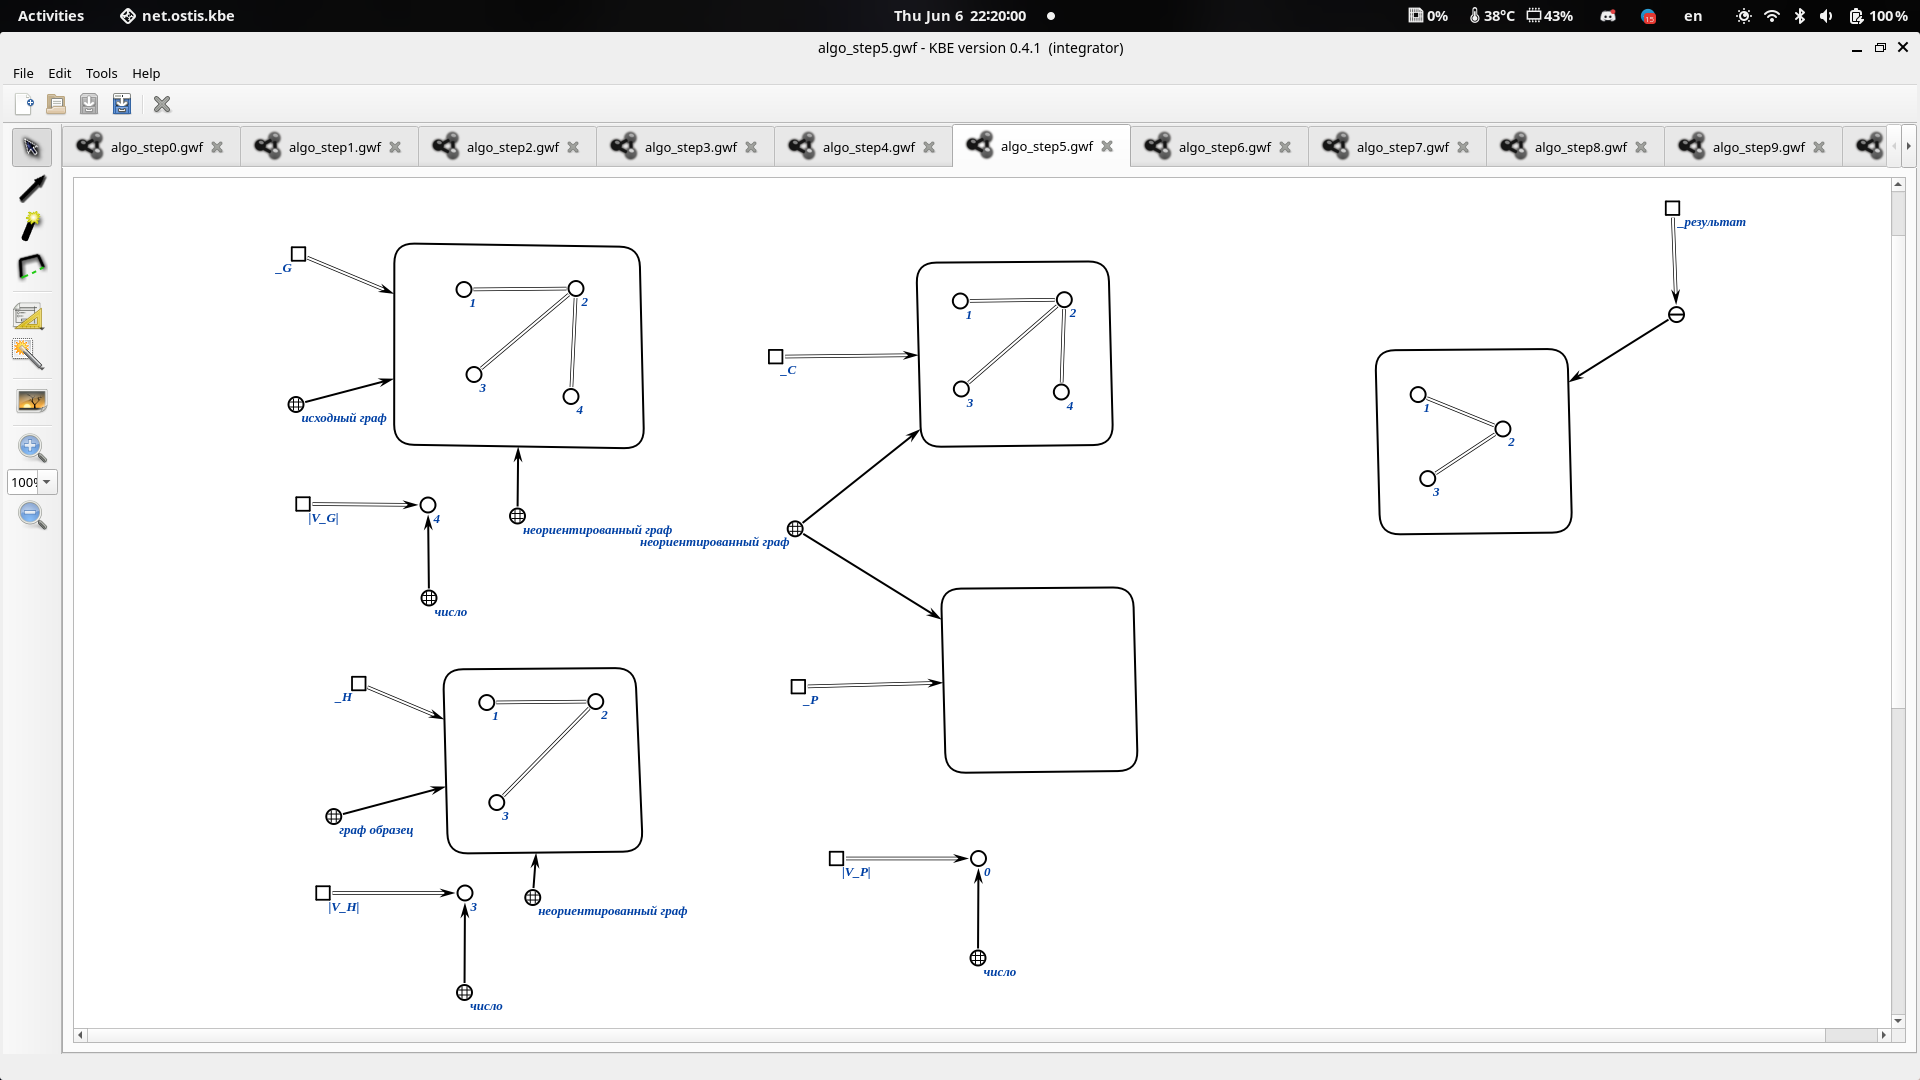 Activities
net.ostis.kbe
Thu Jun 6 22:20:00
0%
38°C
43%
15
en
100 %
algo_step5.gwf - KBE version 0.4.1 (integrator)
File Edit Tools Help
algo_step0.gwf
algo_step1.gwf
algo_step2.gwf
algo_step3.gwf
algo_step4.gwf
algo_step5.gwf
algo_step6.gwf
algo_step7.gwf
algo_step8.gwf
algo_step9.gwf
100%
_G
1
2
3
4
исходный граф
|V_G|
4
неориентированный граф
число
_H
1
2
3
граф образец
|V_H|
3
неориентированный граф
число
_C
1
2
3
4
неориентированный граф
_P
|V_P|
0
число
_результат
1
2
3